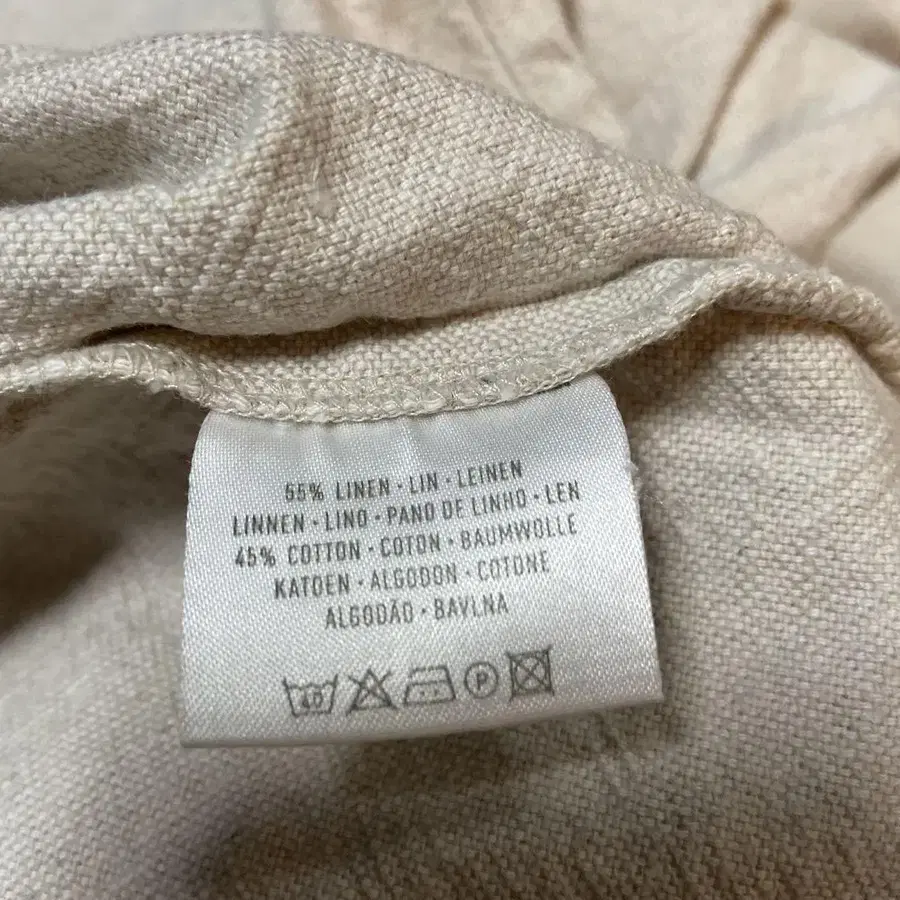 55% LINEN · LIN · LEINEN
LINNEN · LINO · PANO DE LINHO · LEN
45% COTTON · COTON · BAUMWOLLE
KATOEN · ALGODON · COTONE
ALGODÃO · BAVLNA
40 P